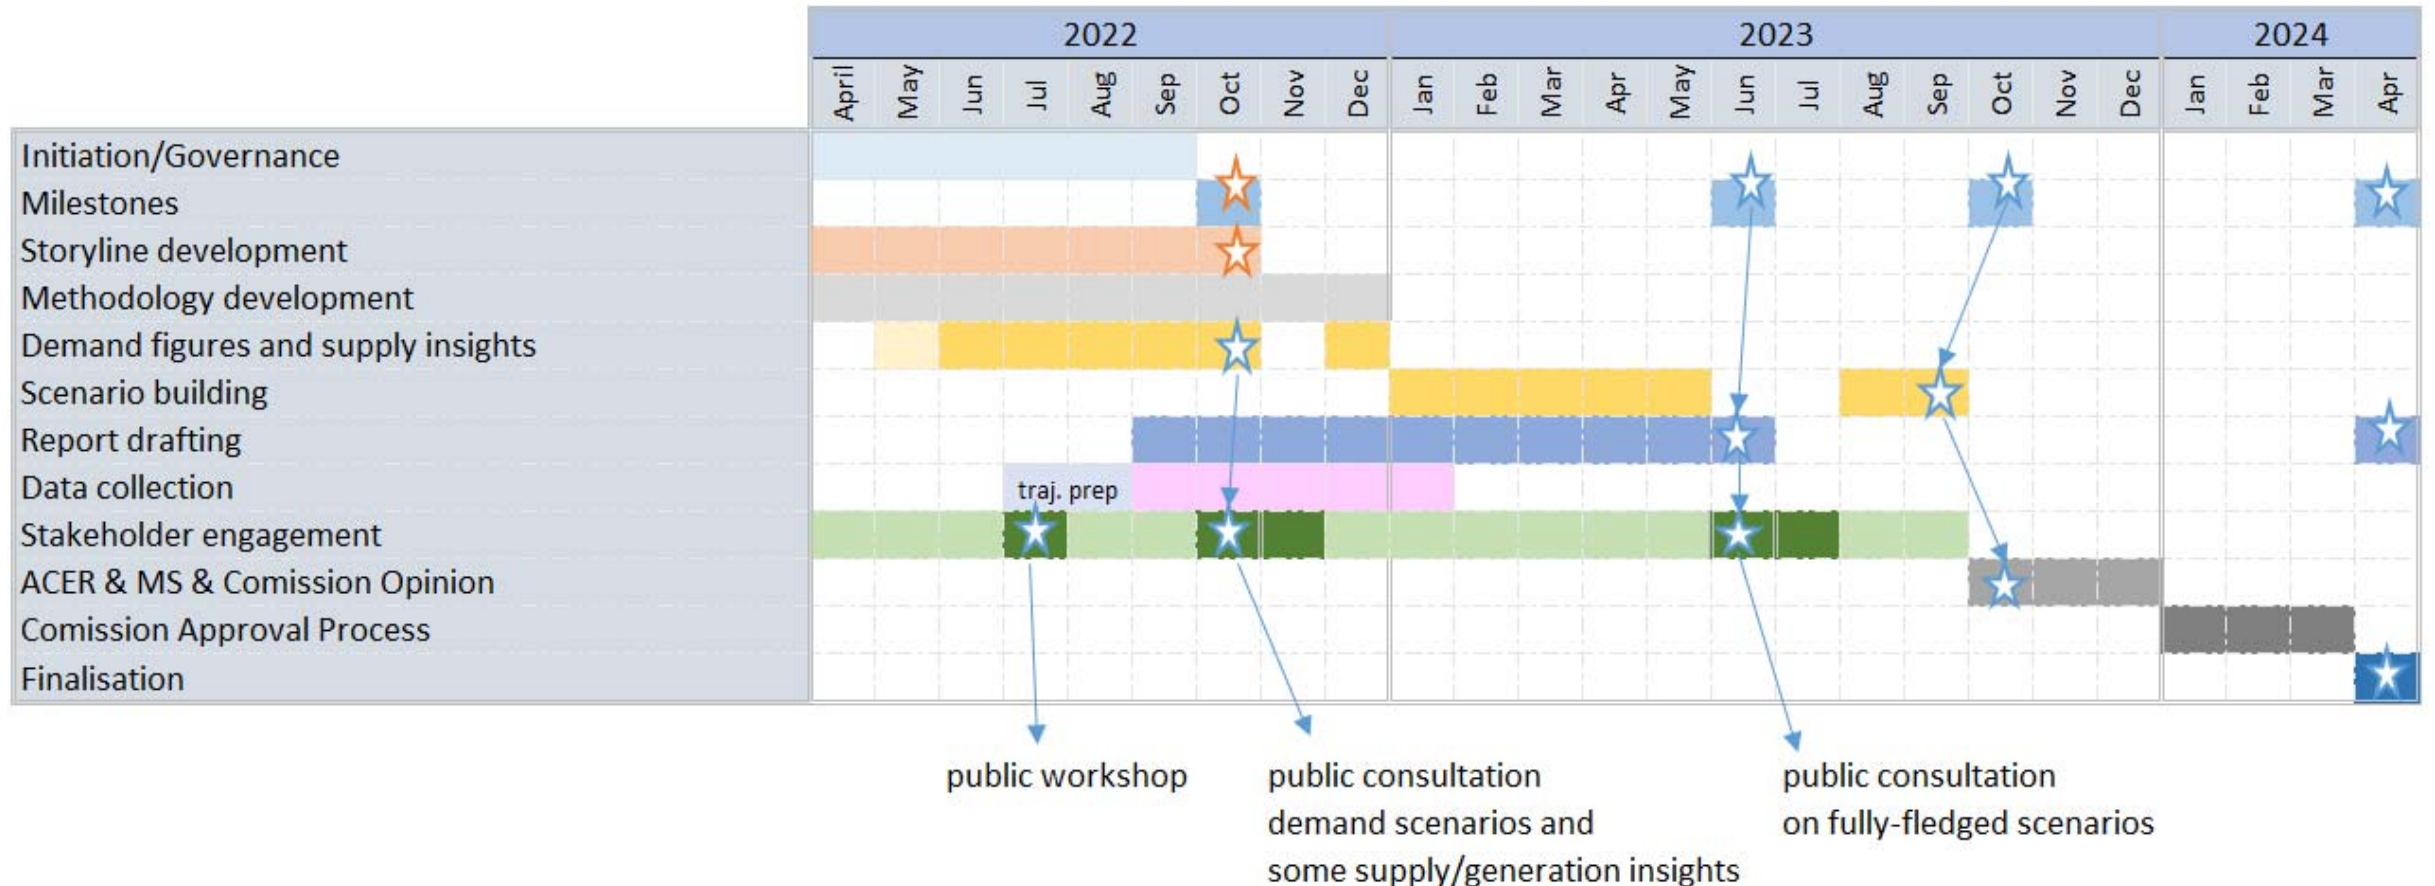 2022 2023 2024
April May Jun Jul Aug Sep Oct Nov Dec Jan Feb Mar Apr May Jun Jul Aug Sep Oct Nov Dec Jan Feb Mar Apr
Initiation/Governance
Milestones
Storyline development
Methodology development
Demand figures and supply insights
Scenario building
Report drafting
Data collection traj. prep
Stakeholder engagement
ACER & MS & Comission Opinion
Comission Approval Process
Finalisation
public workshop
public consultation
demand scenarios and
some supply/generation insights
public consultation
on fully-fledged scenarios